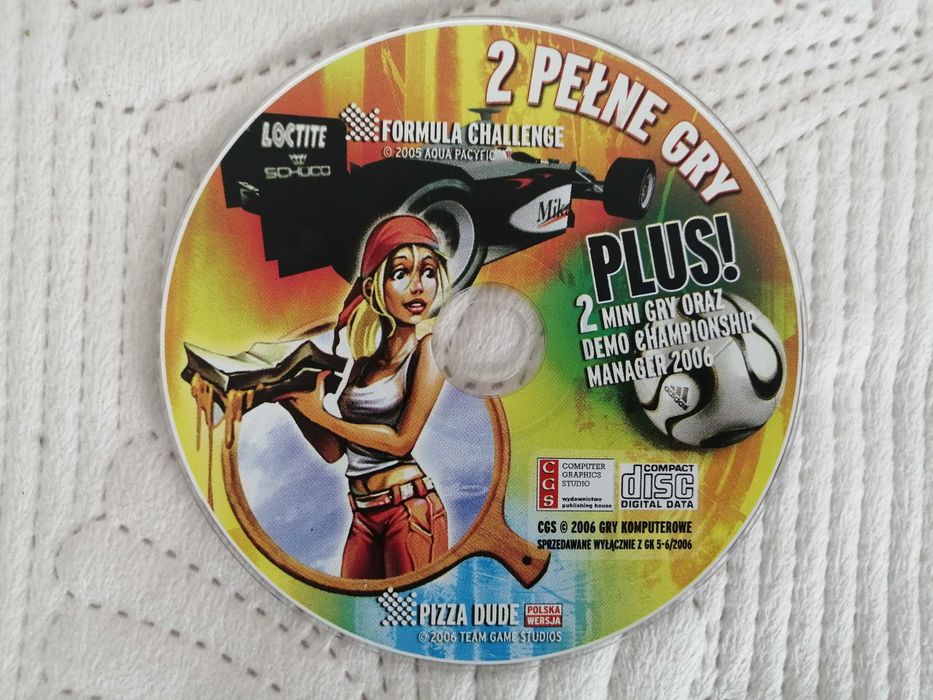 2 PEŁNE GRY
LOCTITE
SCHUCO
FORMULA CHALLENGE
© 2005 AQUA PACYFIC
Mika
PLUS!
2 MINI GRY ORAZ
DEMO CHAMPIONSHIP
MANAGER 2006
adidas
CGS
COMPUTER
GRAPHICS
STUDIO
wydawnictwo
publishing house
COMPACT
disc
DIGITAL DATA
CGS © 2006 GRY KOMPUTEROWE
SPRZEDAWANE WYŁĄCZNIE Z GK 5-6/2006
PIZZA DUDE
POLSKA
WERSJA
© 2006 TEAM GAME STUDIOS